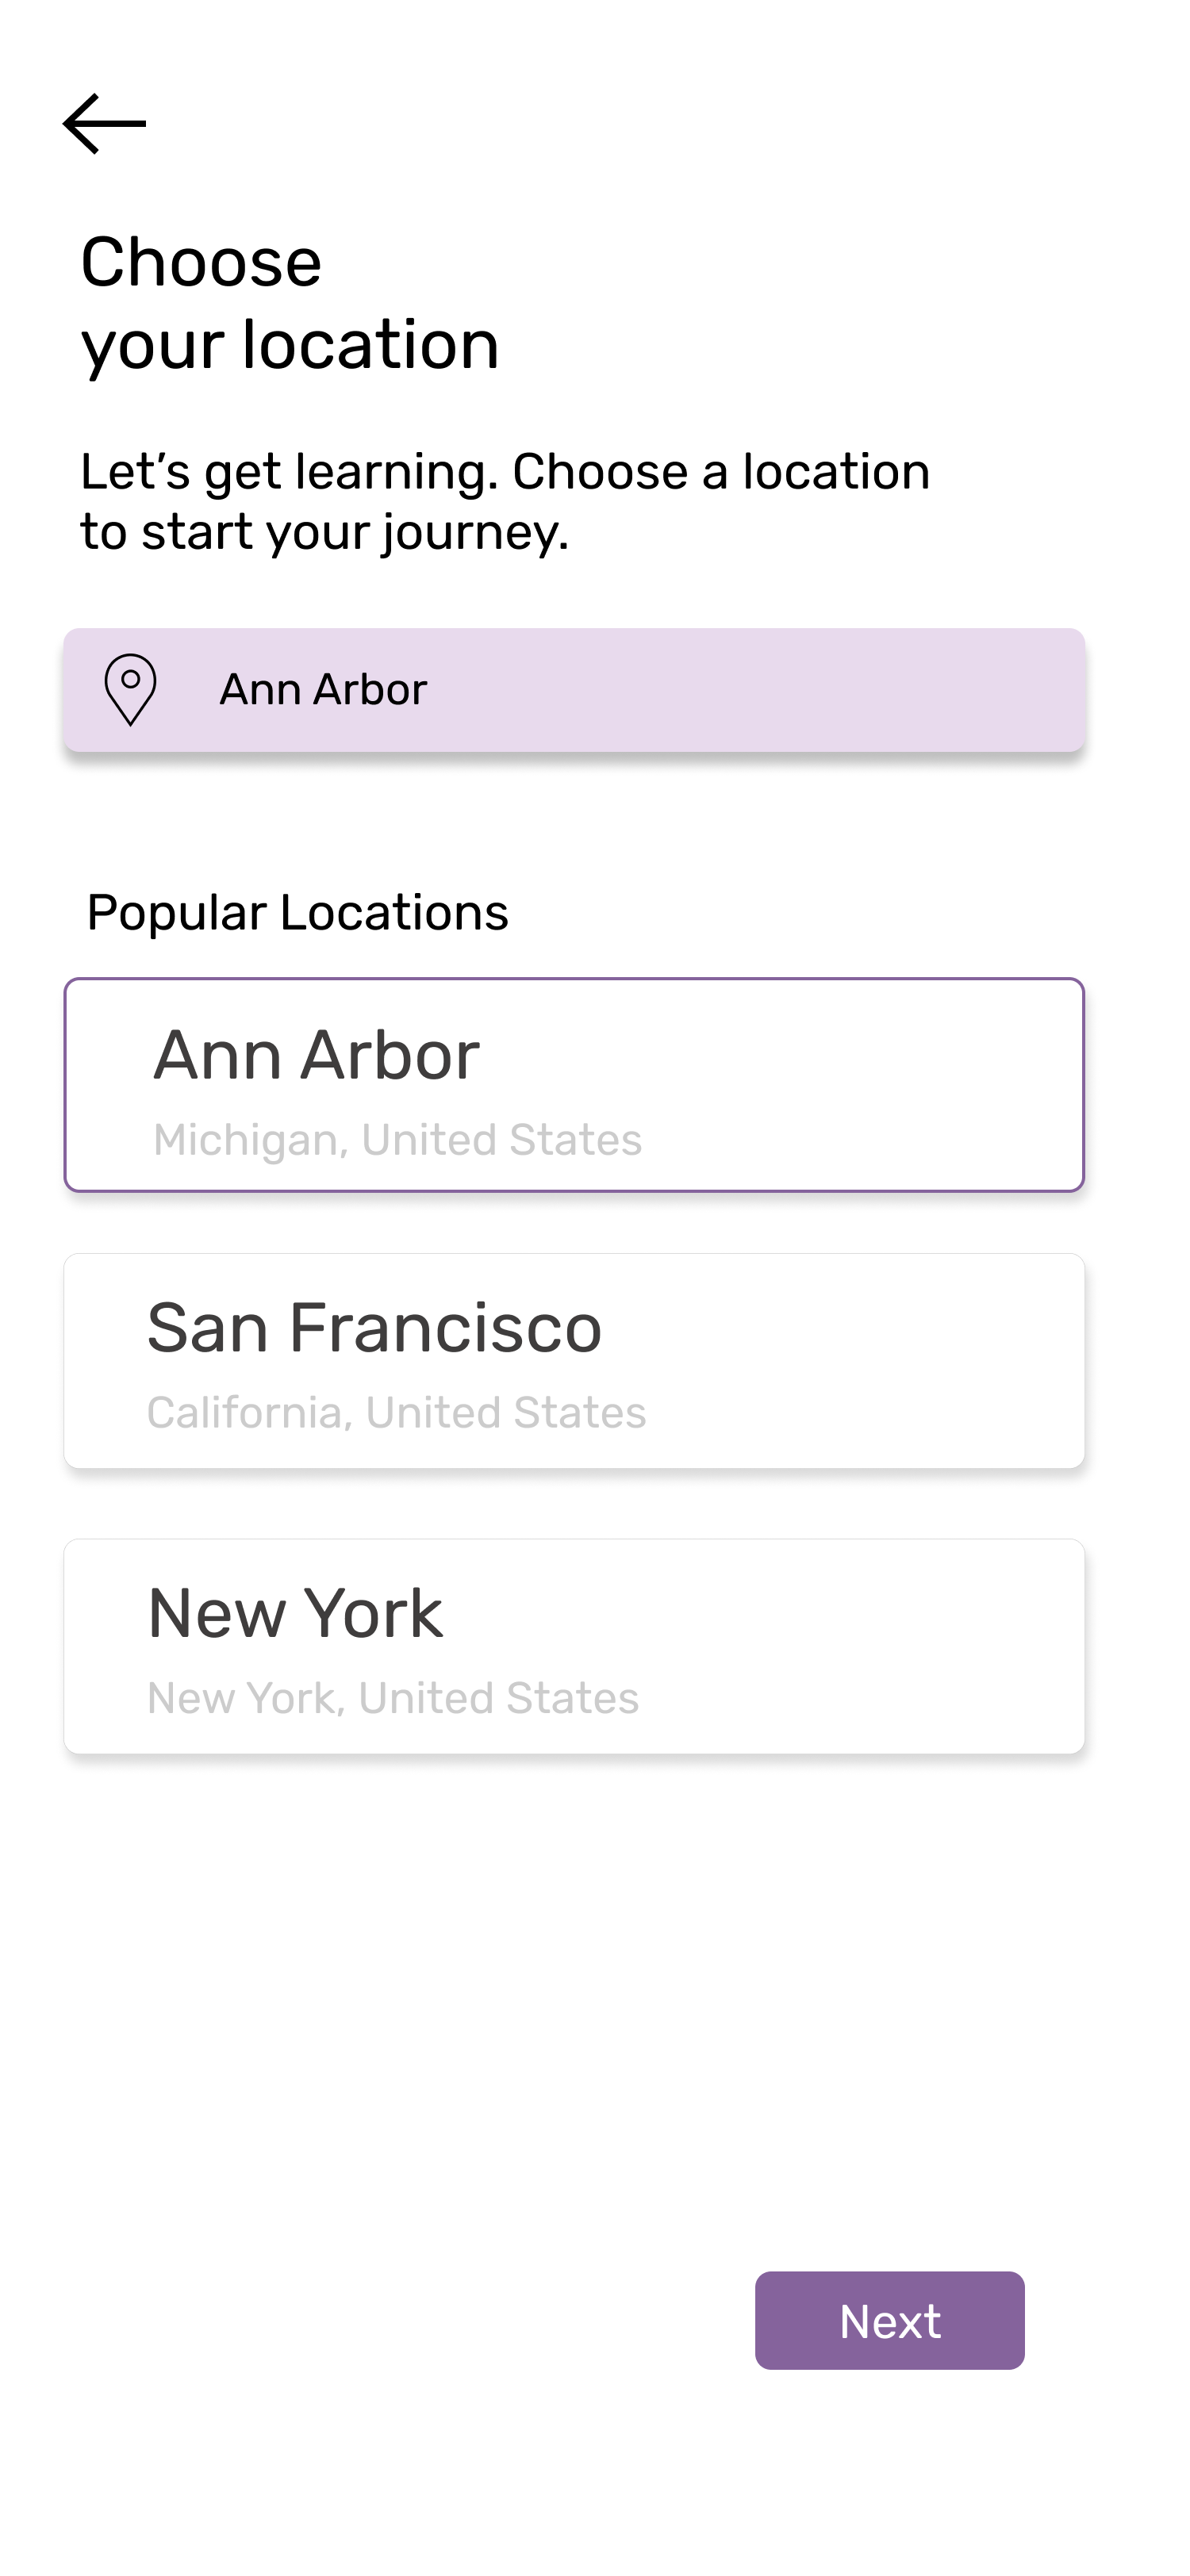 Choose
your location
Let’s get learning. Choose a location
to start your journey.
Ann Arbor
Popular Locations
Ann Arbor
Michigan, United States
San Francisco
California, United States
New York
New York, United States
Next